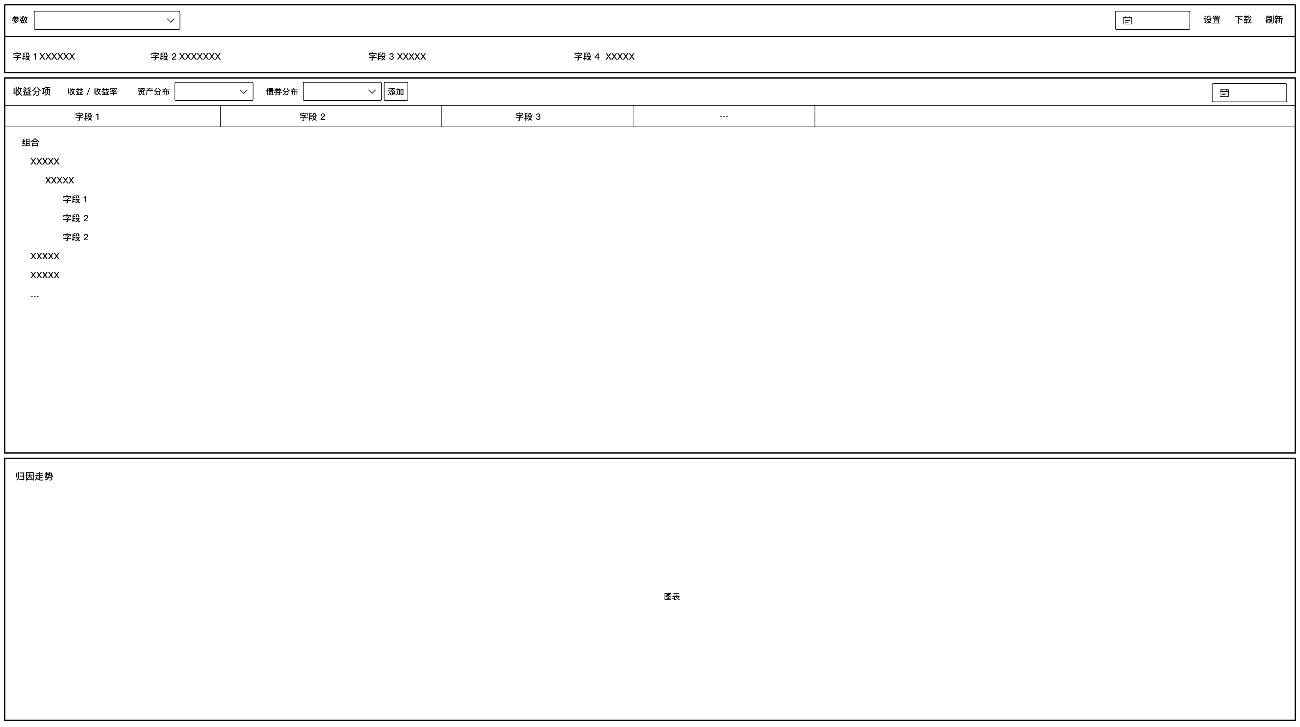 参数 设置 下载 刷新
字段 1 XXXXXX 字段 2 XXXXXXX 字段 3 XXXXX 字段 4 XXXXX
收益分项 收益 / 收益率 资产分布 债券分布 添加
字段 1 字段 2 字段 3 ...
组合
XXXXX
XXXXX
字段 1
字段 2
字段 2
XXXXX
XXXXX
...
归因走势
图表